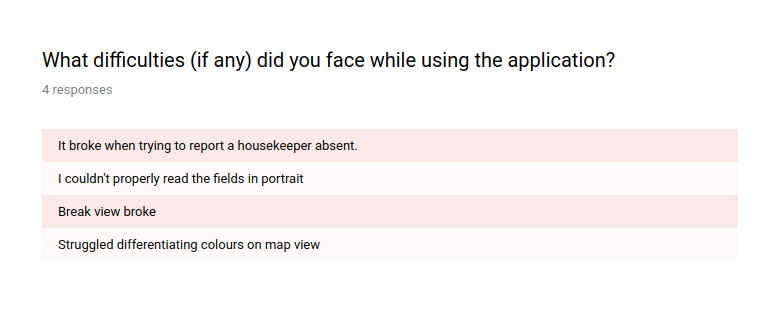 What difficulties (if any) did you face while using the application?
4 responses
It broke when trying to report a housekeeper absent.
I couldn't properly read the fields in portrait
Break view broke
Struggled differentiating colours on map view